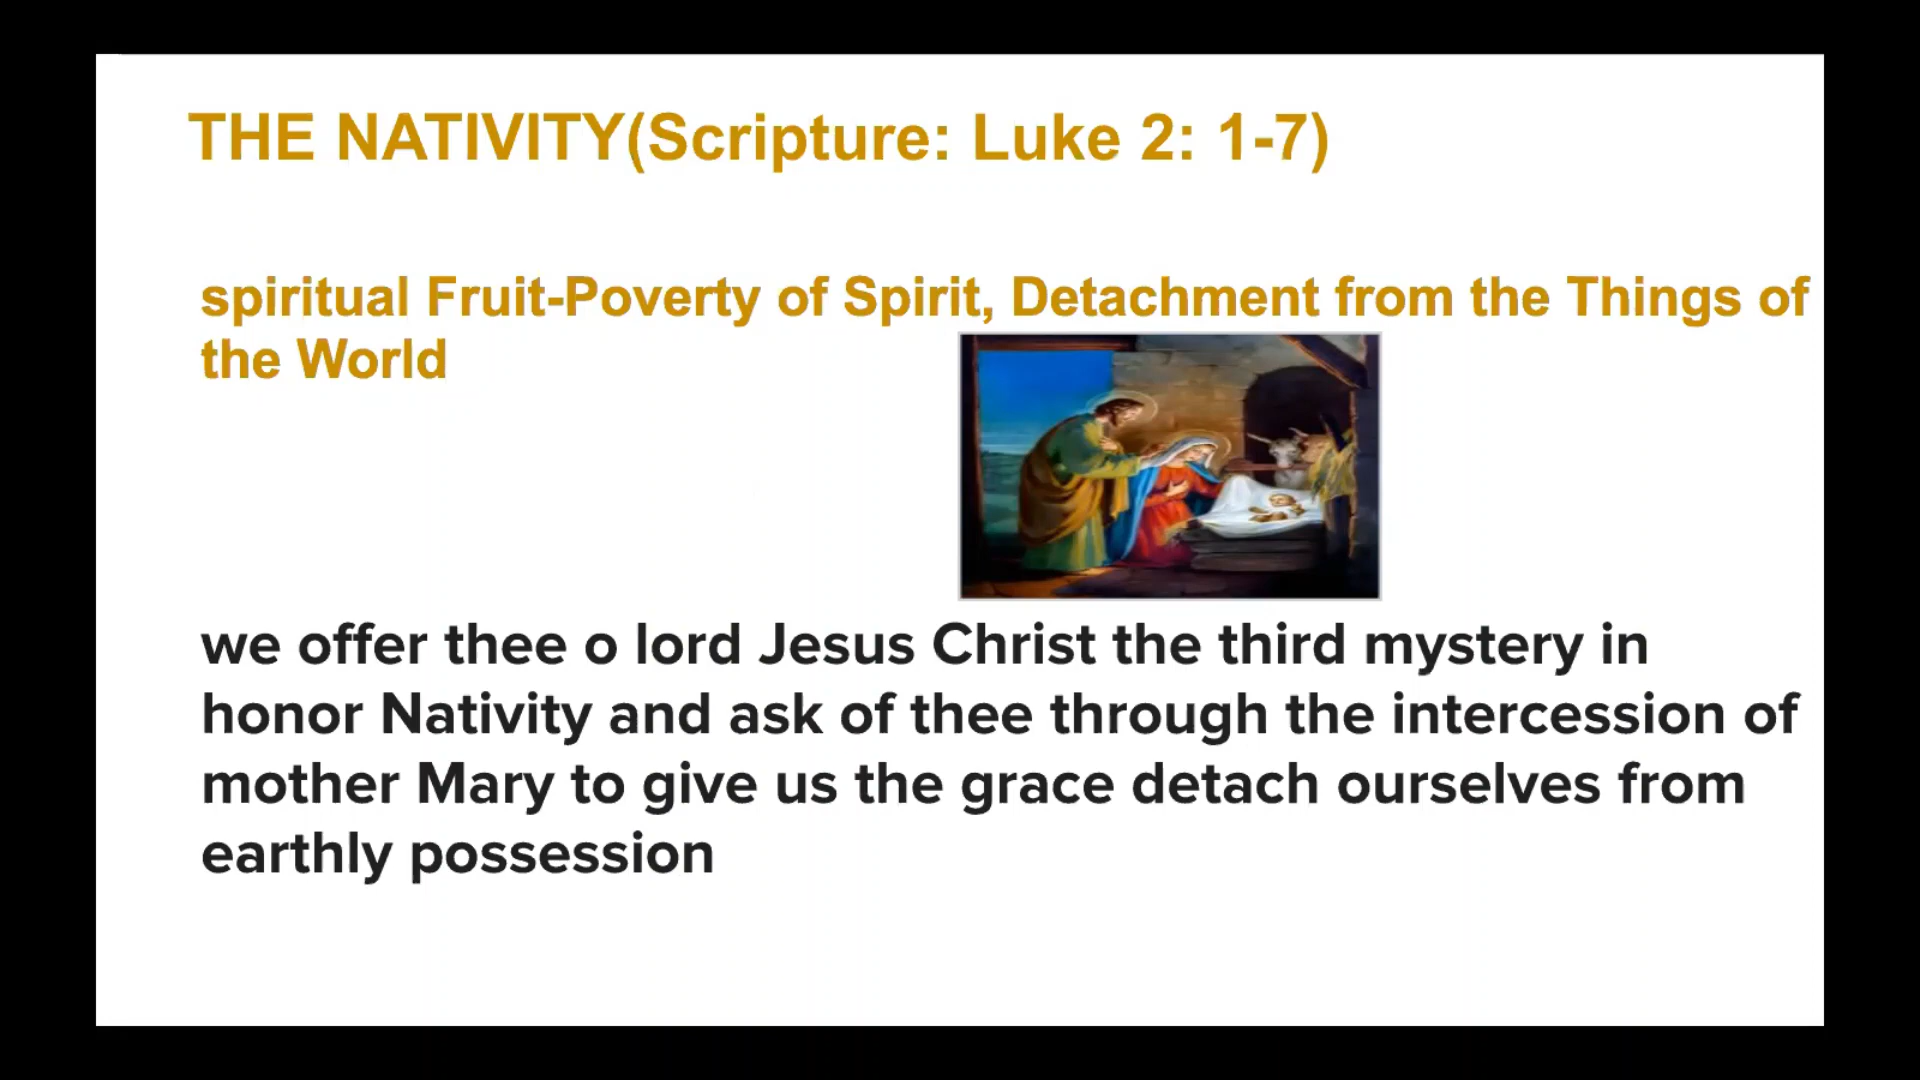 THE NATIVITY(Scripture: Luke 2: 1-7)
spiritual Fruit-Poverty of Spirit, Detachment from the Things of
the World
we offer thee o lord Jesus Christ the third mystery in
honor Nativity and ask of thee through the intercession of
mother Mary to give us the grace detach ourselves from
earthly possession